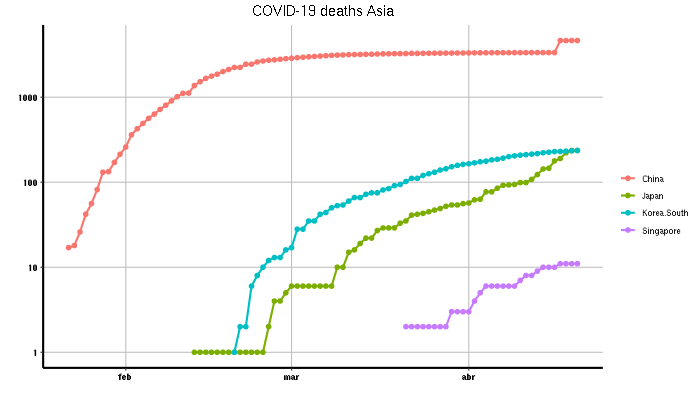 COVID-19 deaths Asia
1000
100
10
1
feb mar abr
China
Japan
Korea.South
Singapore